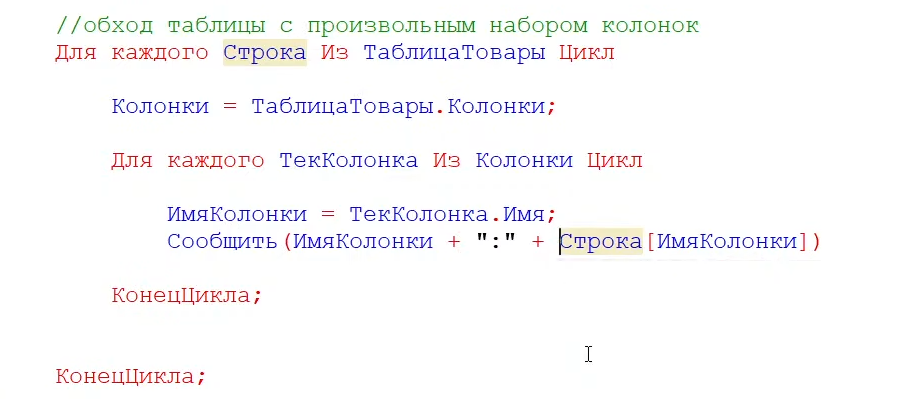 //обход таблицы с произвольным набором колонок
Для каждого Строка Из ТаблицаТовары Цикл
Колонки = ТаблицаТовары.Колонки;
Для каждого ТекКолонка Из Колонки Цикл
ИмяКолонки = ТекКолонка.Имя;
Сообщить(ИмяКолонки + ":" + Строка[ИмяКолонки])
КонецЦикла;
КонецЦикла;